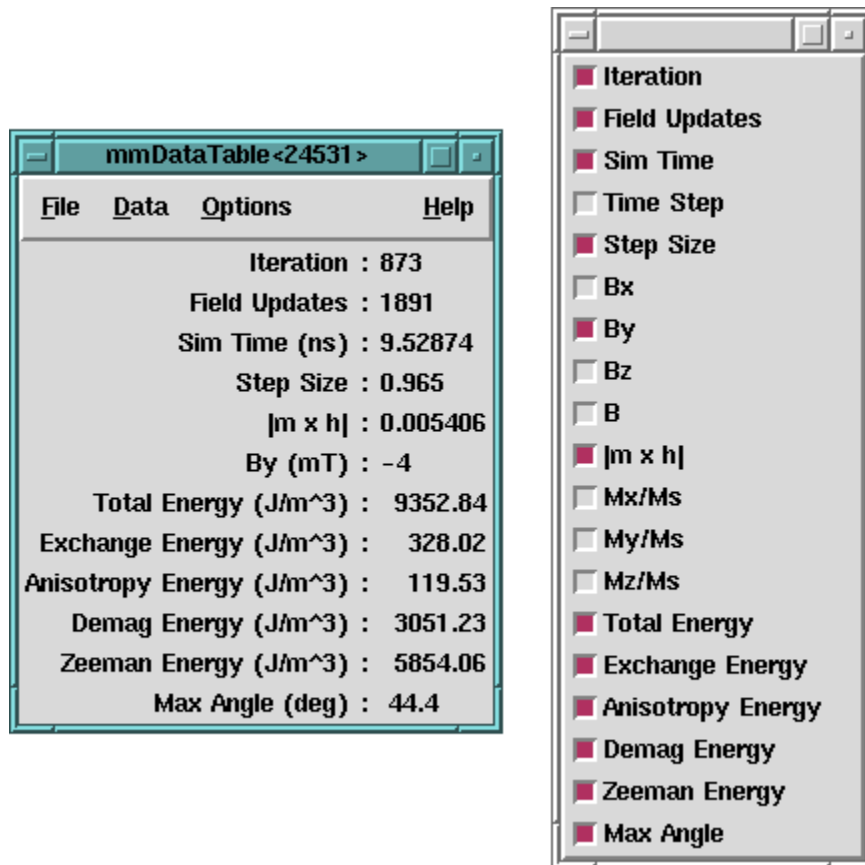 mmDataTable<24531>
File Data Options Help
Iteration : 873
Field Updates : 1891
Sim Time (ns) : 9.52874
Step Size : 0.965
|m x h| : 0.005406
By (mT) : -4
Total Energy (J/m^3) : 9352.84
Exchange Energy (J/m^3) : 328.02
Anisotropy Energy (J/m^3) : 119.53
Demag Energy (J/m^3) : 3051.23
Zeeman Energy (J/m^3) : 5854.06
Max Angle (deg) : 44.4
Iteration
Field Updates
Sim Time
Time Step
Step Size
Bx
By
Bz
B
|m x h|
Mx/Ms
My/Ms
Mz/Ms
Total Energy
Exchange Energy
Anisotropy Energy
Demag Energy
Zeeman Energy
Max Angle